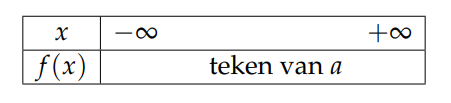 x −∞ +∞
f(x) teken van a